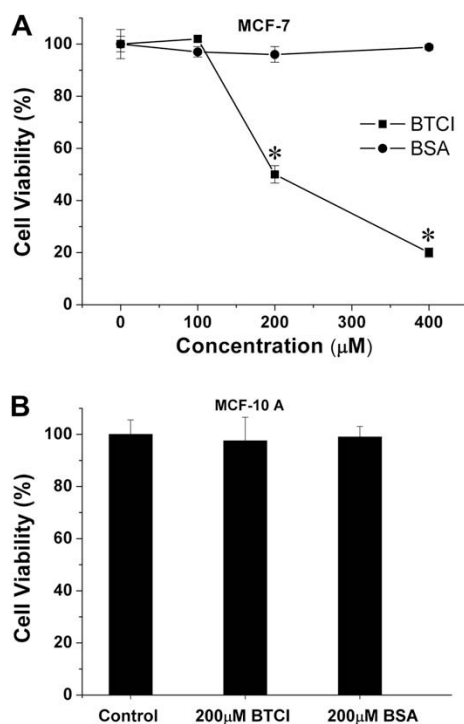 A
MCF-7
100
80
60
40
20
0
Cell Viability (%)
BTCI
BSA
*
*
0 100 200 300 400
Concentration (µM)
B
MCF-10 A
100
80
60
40
20
0
Cell Viability (%)
Control 200µM BTCI 200µM BSA